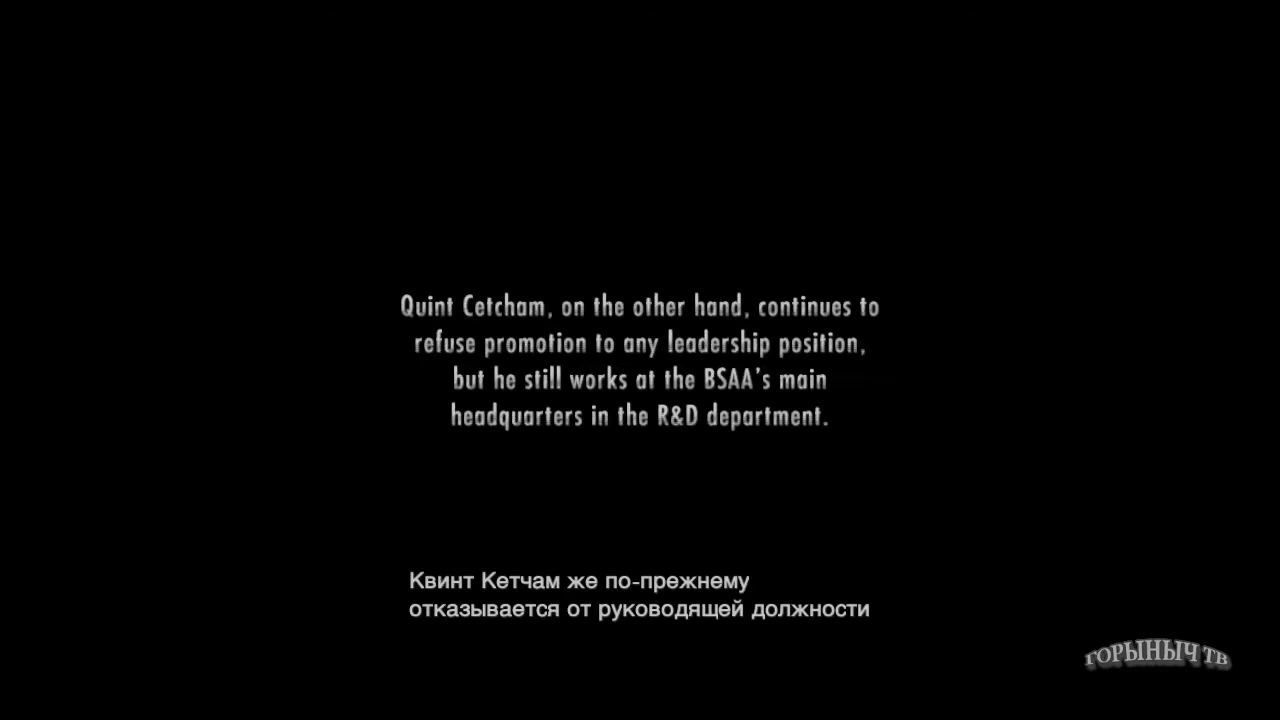 Quint Cetcham, on the other hand, continues to
refuse promotion to any leadership position,
but he still works at the BSAA's main
headquarters in the R&D department.
Квинт Кетчам же по-прежнему
отказывается от руководящей должности
ГОРЫНЫЧ ТВ